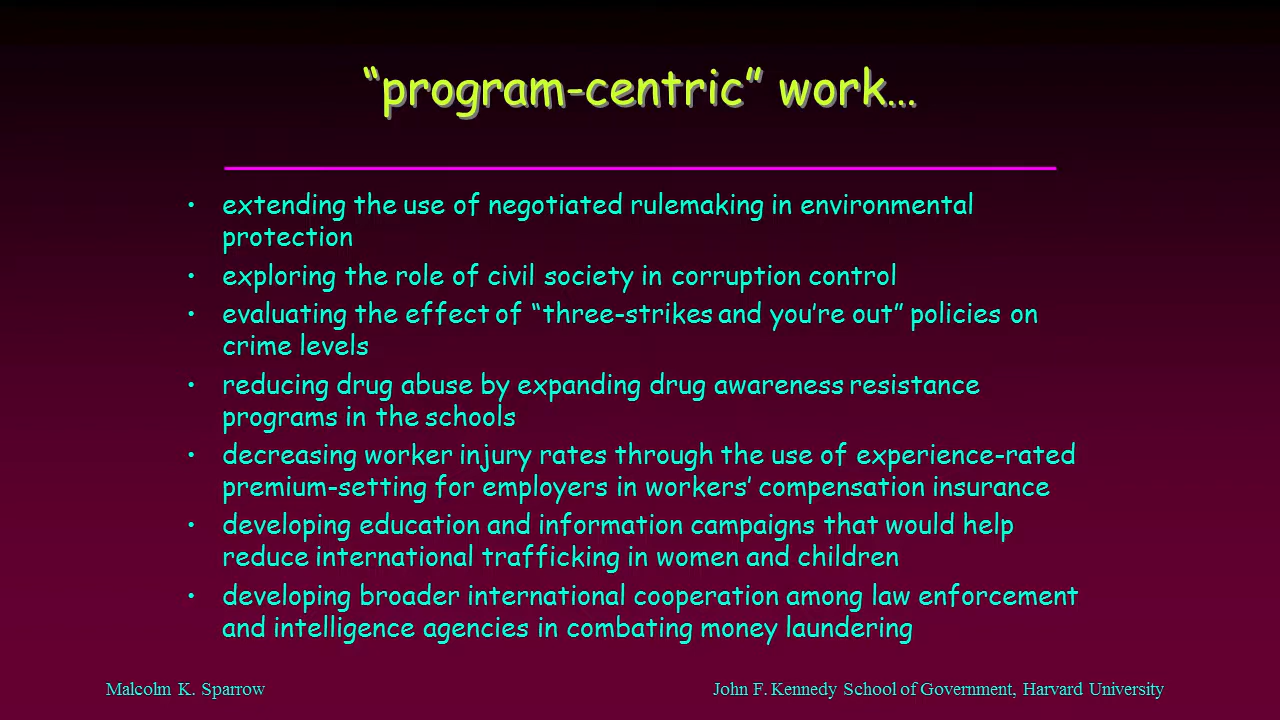 “program-centric” work…
• extending the use of negotiated rulemaking in environmental
protection
• exploring the role of civil society in corruption control
• evaluating the effect of “three-strikes and you’re out” policies on
crime levels
• reducing drug abuse by expanding drug awareness resistance
programs in the schools
• decreasing worker injury rates through the use of experience-rated
premium-setting for employers in workers’ compensation insurance
• developing education and information campaigns that would help
reduce international trafficking in women and children
• developing broader international cooperation among law enforcement
and intelligence agencies in combating money laundering
Malcolm K. Sparrow
John F. Kennedy School of Government, Harvard University